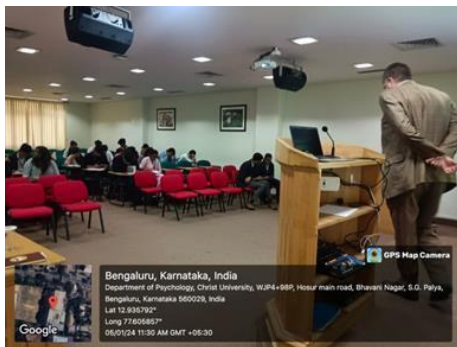 GPS Map Camera
Bengaluru, Karnataka, India
Department of Psychology, Christ University, WJP4+98P, Hosur main road, Bhavani Nagar, S.G. Palya,
Bengaluru, Karnataka 560029, India
Lat 12.935792°
Long 77.605857°
05/01/24 11:30 AM GMT +05:30
Google